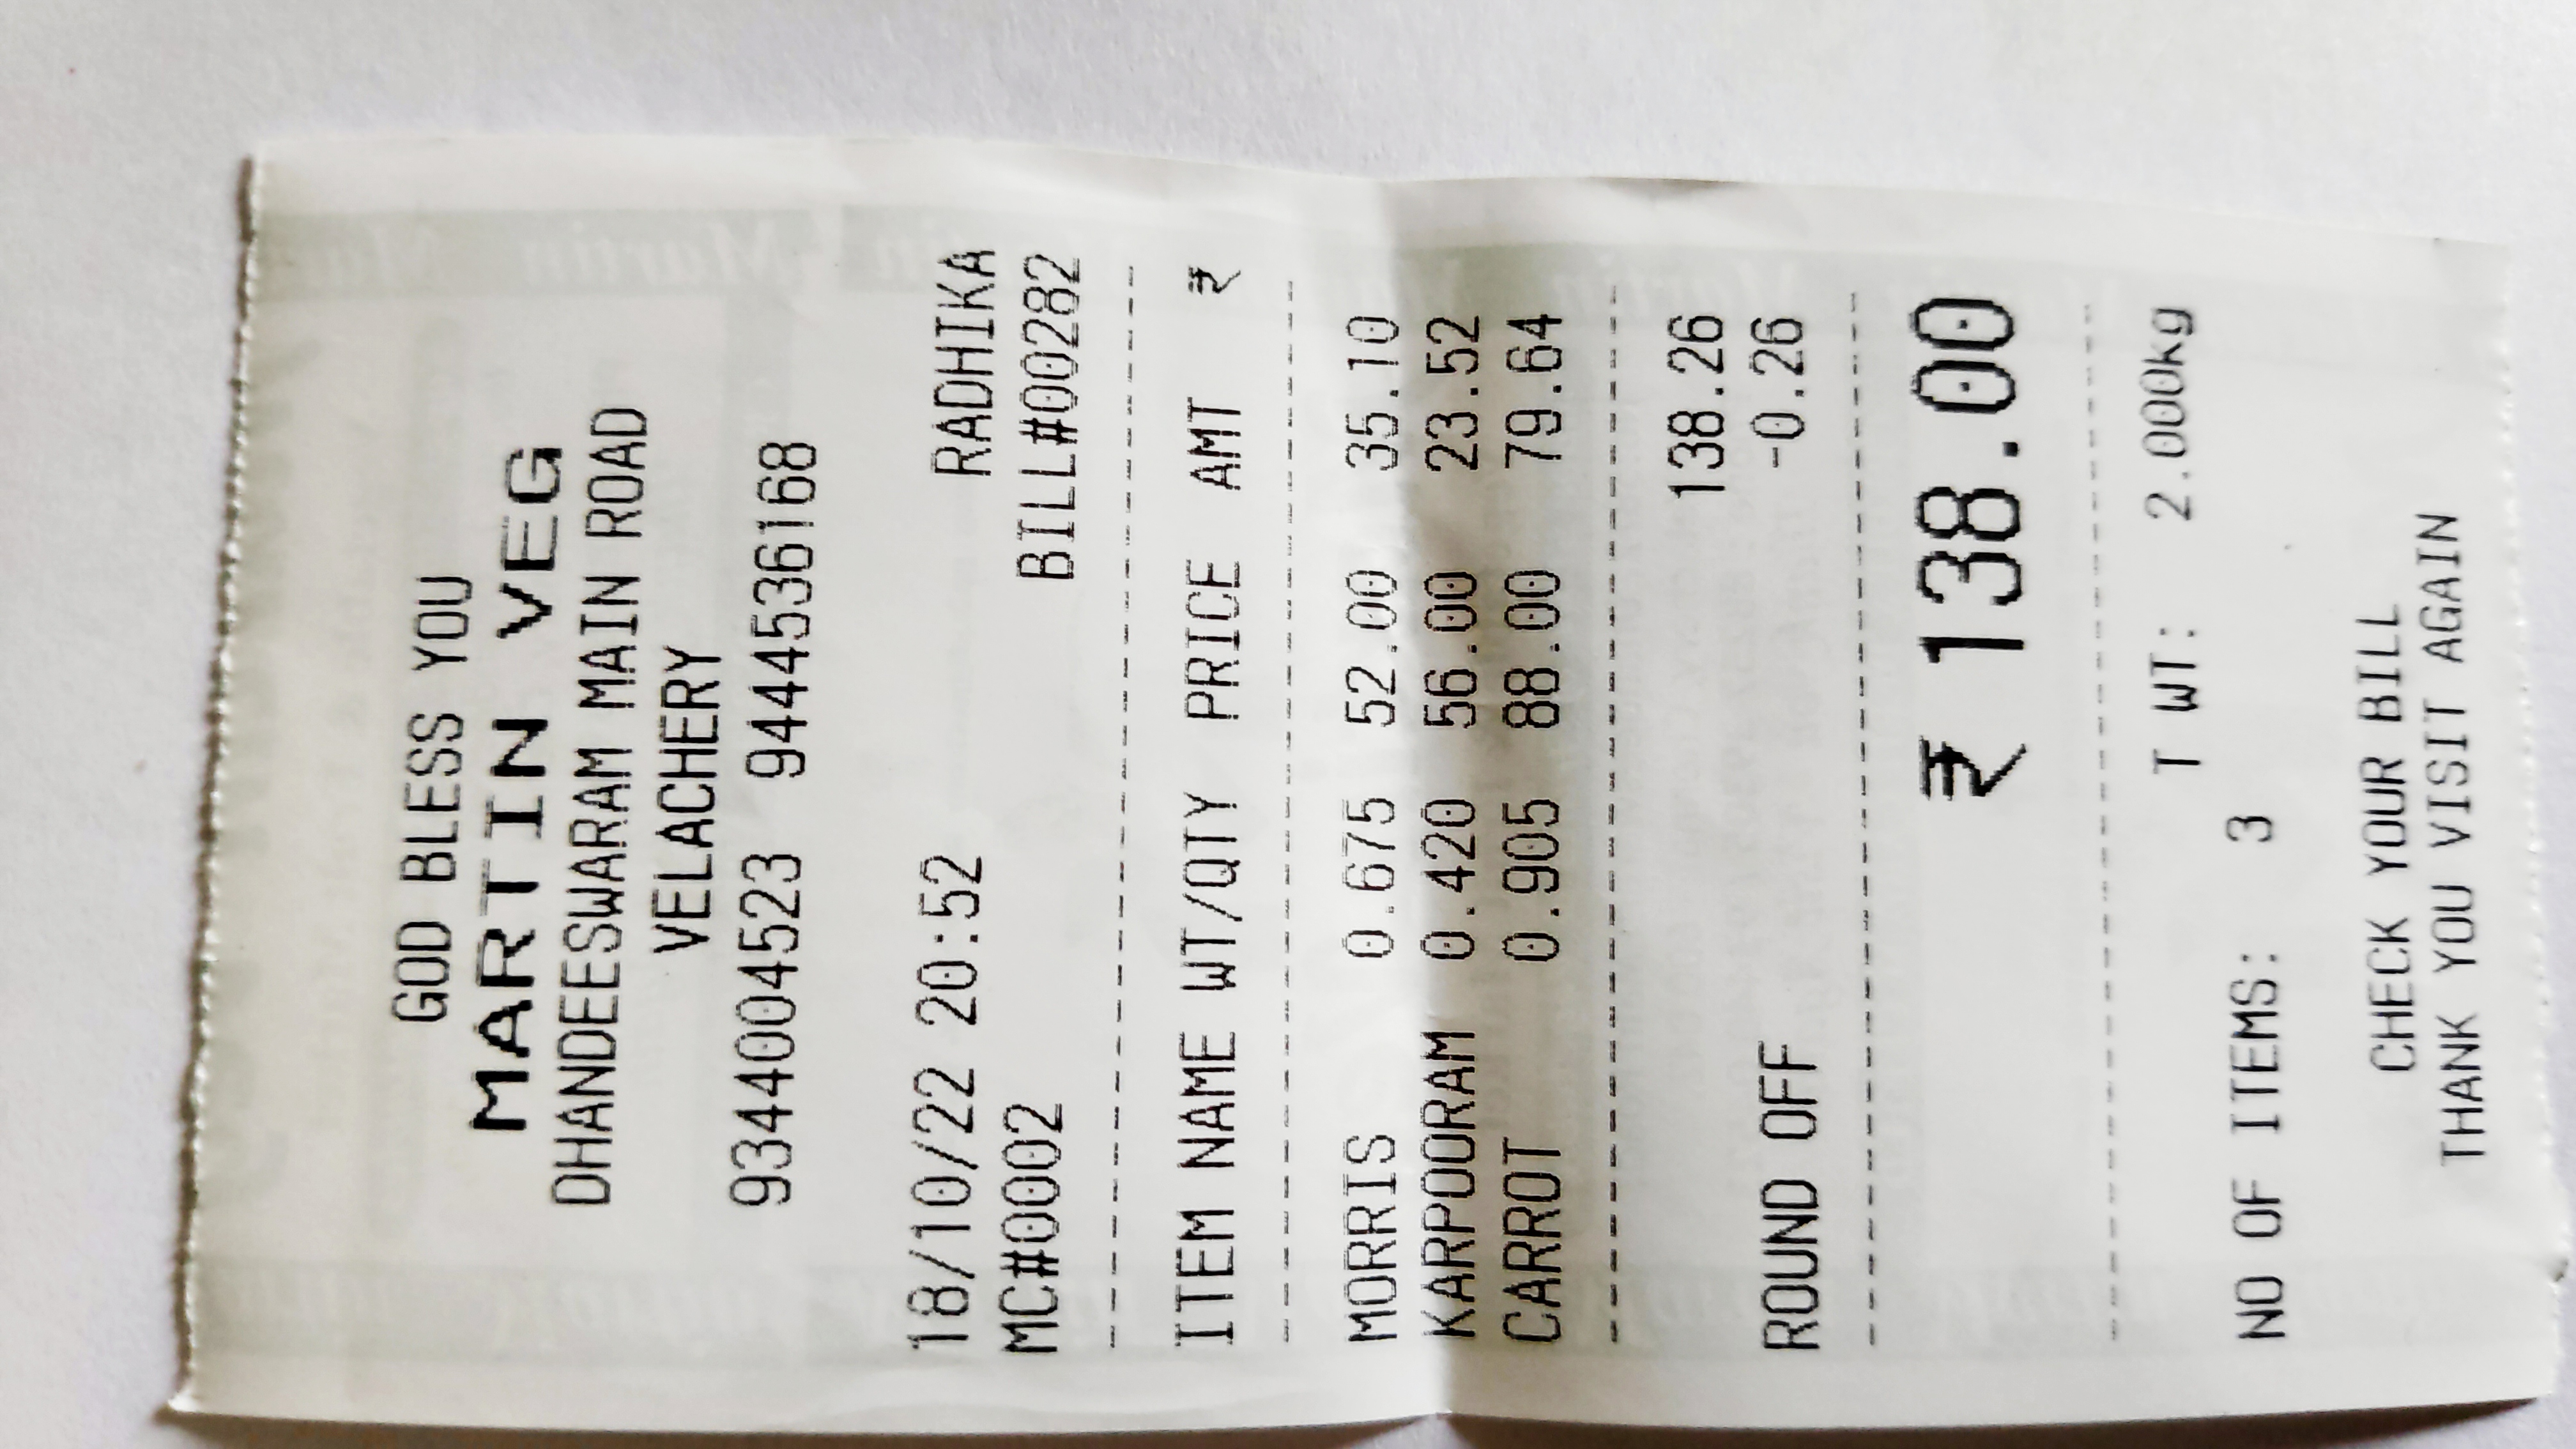 GOD BLESS YOU
MARTIN VEG
DHANDEESWARAM MAIN ROAD
VELACHERY
9344004523 9444536168
18/10/22 20:52 RADHIKA
MC#0002 BILL#00282
ITEM NAME WT/QTY PRICE AMT ₹
MORRIS 0.675 52.00 35.10
KARPOORAM 0.420 56.00 23.52
CARROT 0.905 88.00 79.64
138.26
ROUND OFF -0.26
₹ 138.00
T WT: 2.000kg
NO OF ITEMS: 3
CHECK YOUR BILL
THANK YOU VISIT AGAIN